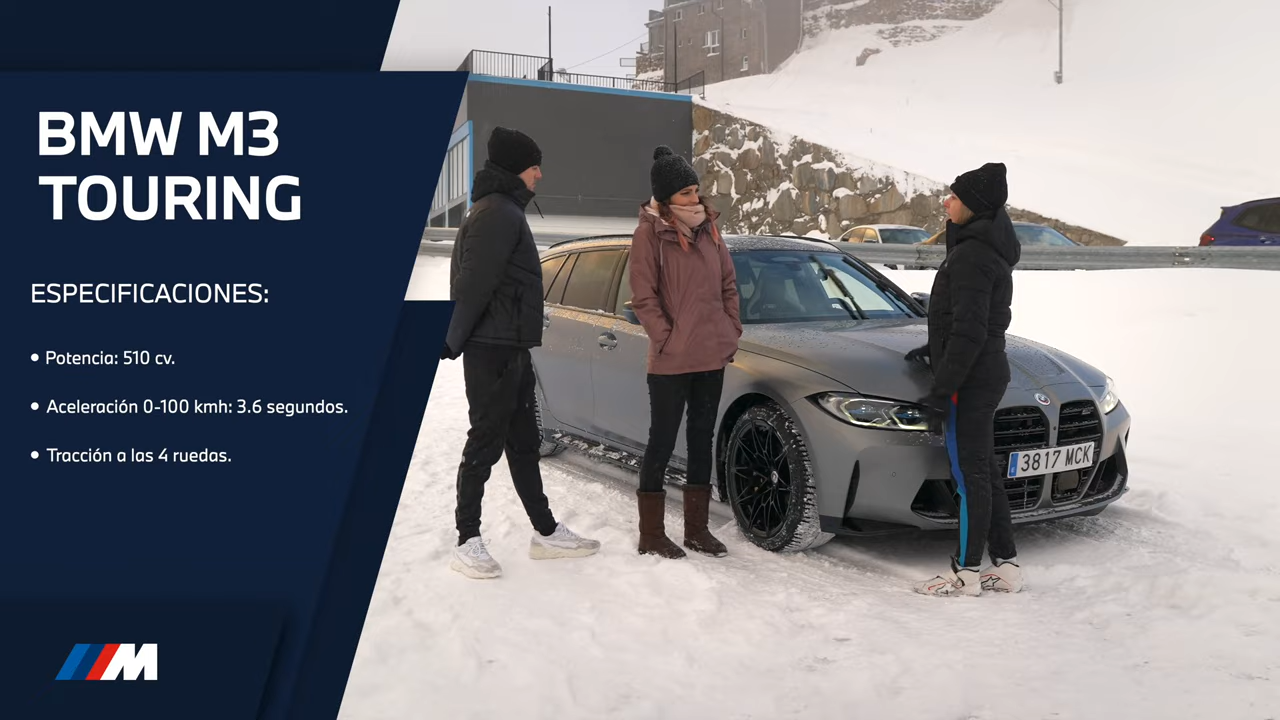 BMW M3
TOURING
ESPECIFICACIONES:
• Potencia: 510 cv.
• Aceleración 0-100 kmh: 3.6 segundos.
• Tracción a las 4 ruedas.
M
3817 MCK